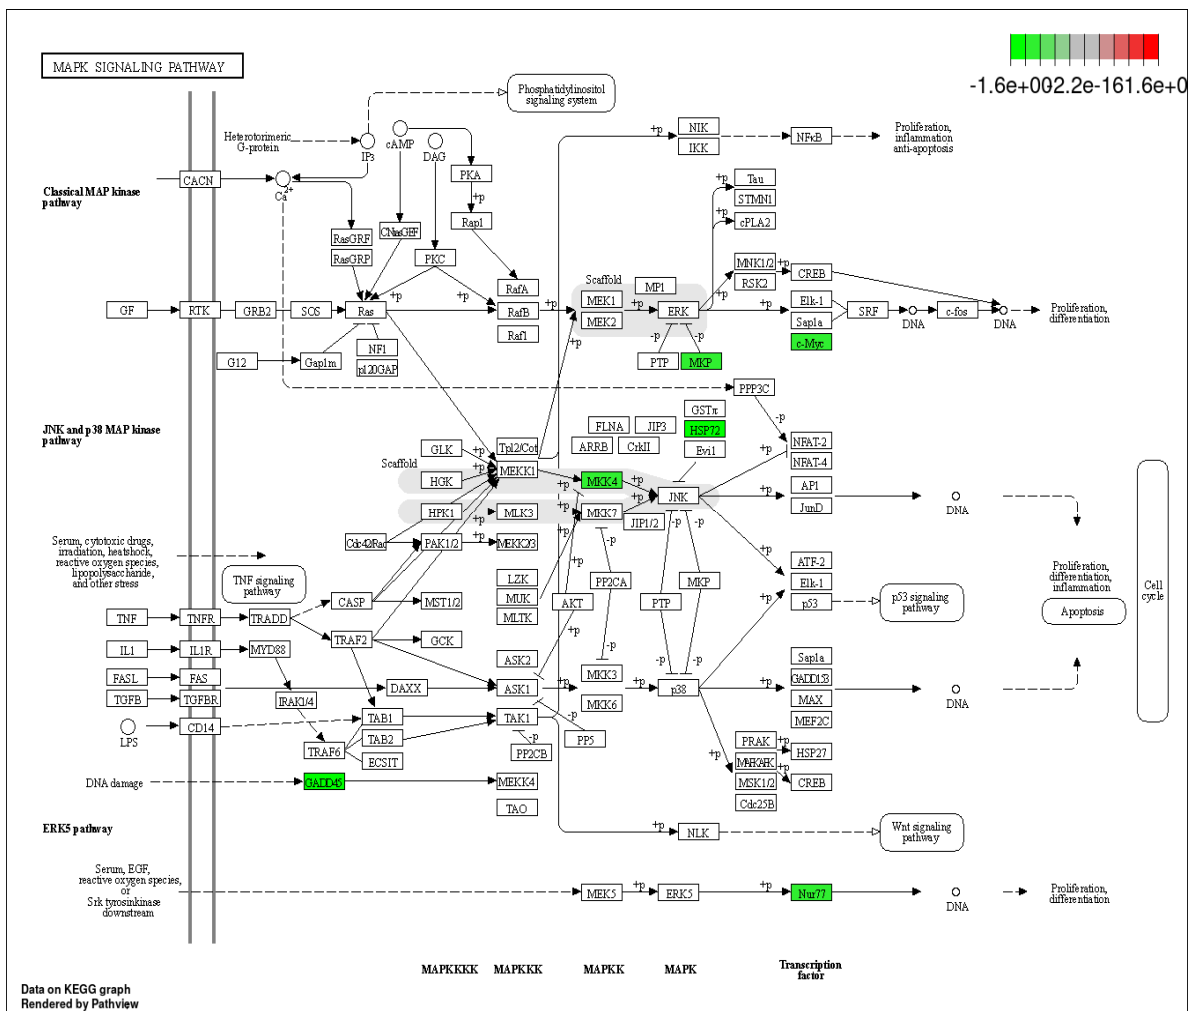 MAPK SIGNALING PATHWAY
-1.6e+002.2e-161.6e+0
Phosphatidylinositol
signaling system
Heterotorimeric
G-protein
IP3
cAMP
DAG
+p
NIK
IKK
NFκB
Proliferation,
inflammation
anti-apoptosis
Classical MAP kinase
pathway
CACN
Ca2+
PKA
+p
Rap1
+p
Tau
STMN1
+p
cPLA2
RasGRF
RasGRP
CNasGEF
PKC
RafA
Scaffold
MP1
MNK1/2
+p
RSK2
CREB
GF
RTK
GRB2
SOS
Ras
+p
+p
RafB
Raf1
+p
MEK1
MEK2
+p
ERK
+p
+p
Elk-1
Sap1a
c-Myc
SRF
DNA
c-fos
DNA
Proliferation,
differentiation
G12
Gap1m
NF1
p120GAP
+p
-p
-p
PTP
MKP
PPP3C
-p
JNK and p38 MAP kinase
pathway
Scaffold
GLK
+p
HGK
+p
HPK1
+p
Tpl2/Cot
MEKK1
MLK3
FLNA
JIP3
ARRB
CrkII
GSTπ
HSP72
Evi1
NFAT-2
NFAT-4
+p
MKK4
+p
JNK
+p
AP1
JunD
DNA
+p
MKK7
+p
JIP1/2
-p
-p
Cdc42/Rac
PAK1/2
+p
MEKK2/3
+p
Serum, cytotoxic drugs,
irradiation, heatshock,
reactive oxygen species,
lipopolysaccharide,
and other stress
TNF signaling
pathway
LZK
MUK
MLTK
+p
-p
PP2CA
AKT
PTP
MKP
+p
ATF-2
Elk-1
p53
p53 signaling
pathway
Proliferation,
differentiation,
inflammation
Apoptosis
Cell
cycle
TNF
TNFR
TRADD
CASP
MST1/2
+p
+p
IL1
IL1R
MYD88
TRAF2
GCK
-p
-p
-p
FASL
FAS
ASK2
MKK3
Sap1a
GADD153
TGFB
TGFBR
IRAK1/4
DAXX
ASK1
+p
MKK6
+p
p38
+p
MAX
MEF2C
DNA
LPS
CD14
TAB1
TAK1
-p
TRAF6
TAB2
ECSIT
-p
PP2CB
PP5
+p
PRAK
+p
MAPKAPK
+p
MSK1/2
Cdc25B
HSP27
CREB
DNA damage
GADD45
MEKK4
TAO
ERK5 pathway
+p
NLK
Wnt signaling
pathway
Serum, EGF,
reactive oxygen species,
or
Srk tyrosinkinase
downstream
MEK5
+p
ERK5
+p
Nur77
DNA
Proliferation,
differentiation
MAPKKKK
MAPKKK
MAPKK
MAPK
Transcription
factor
Data on KEGG graph
Rendered by Pathview